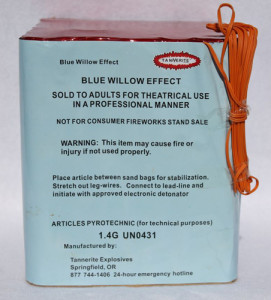 Blue Willow Effect
TANNERITE
BLUE WILLOW EFFECT
SOLD TO ADULTS FOR THEATRICAL USE
IN A PROFESSIONAL MANNER
NOT FOR CONSUMER FIREWORKS STAND SALE
WARNING: This item may cause fire or
injury if not used properly.
Place article between sand bags for stabilization.
Stretch out leg-wires. Connect to lead-line and
initiate with approved electronic detonator
ARTICLES PYROTECHNIC (for technical purposes)
1.4G UN0431
Manufactured by:
Tannerite Explosives
Springfield, OR
877 744-1406 24-hour emergency hotline